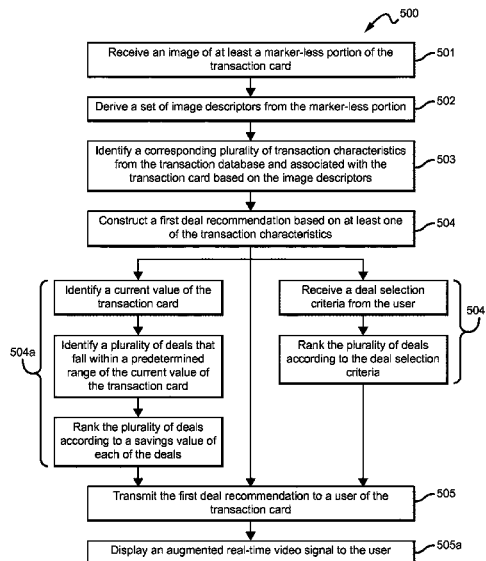 500
Receive an image of at least a marker-less portion of the
transaction card
501
Derive a set of image descriptors from the marker-less portion
502
Identify a corresponding plurality of transaction characteristics
from the transaction database and associated with the
transaction card based on the image descriptors
503
Construct a first deal recommendation based on at least one
of the transaction characteristics
504
504a
Identify a current value of the
transaction card
Identify a plurality of deals that
fall within a predetermined
range of the current value of
the transaction card
Rank the plurality of deals
according to a savings value of
each of the deals
Receive a deal selection
criteria from the user
Rank the plurality of deals
according to the deal selection
criteria
504
Transmit the first deal recommendation to a user of the
transaction card
505
Display an augmented real-time video signal to the user
505a